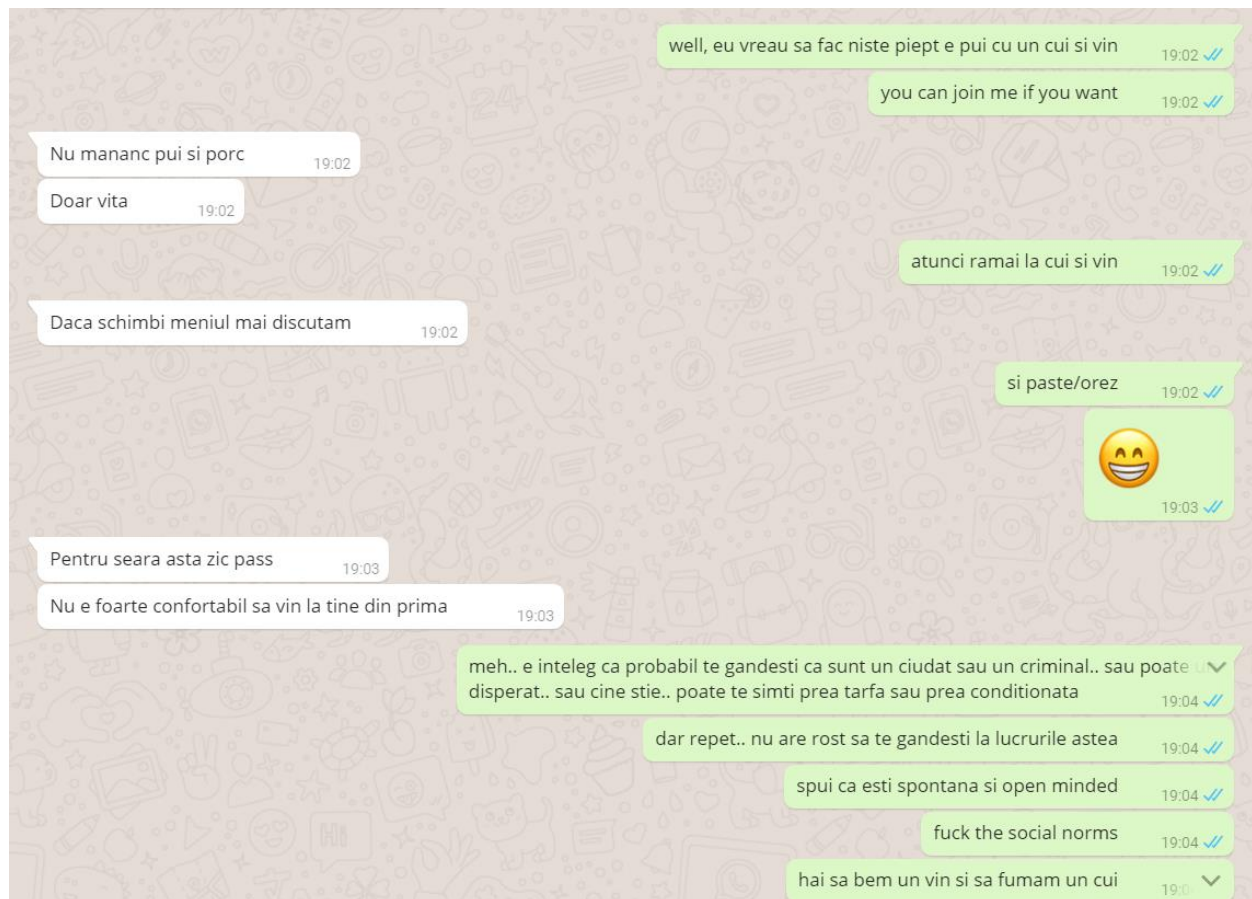 well, eu vreau sa fac niste piept e pui cu un cui si vin
19:02
you can join me if you want
19:02
Nu mananc pui si porc
19:02
Doar vita
19:02
atunci ramai la cui si vin
19:02
Daca schimbi meniul mai discutam
19:02
si paste/orez
19:02
19:03
Pentru seara asta zic pass
19:03
Nu e foarte confortabil sa vin la tine din prima
19:03
meh.. e inteleg ca probabil te gandesti ca sunt un ciudat sau un criminal.. sau poate
disperat.. sau cine stie.. poate te simti prea tarfa sau prea conditionata
19:04
dar repet.. nu are rost sa te gandesti la lucrurile astea
19:04
spui ca esti spontana si open minded
19:04
fuck the social norms
19:04
hai sa bem un vin si sa fumam un cui